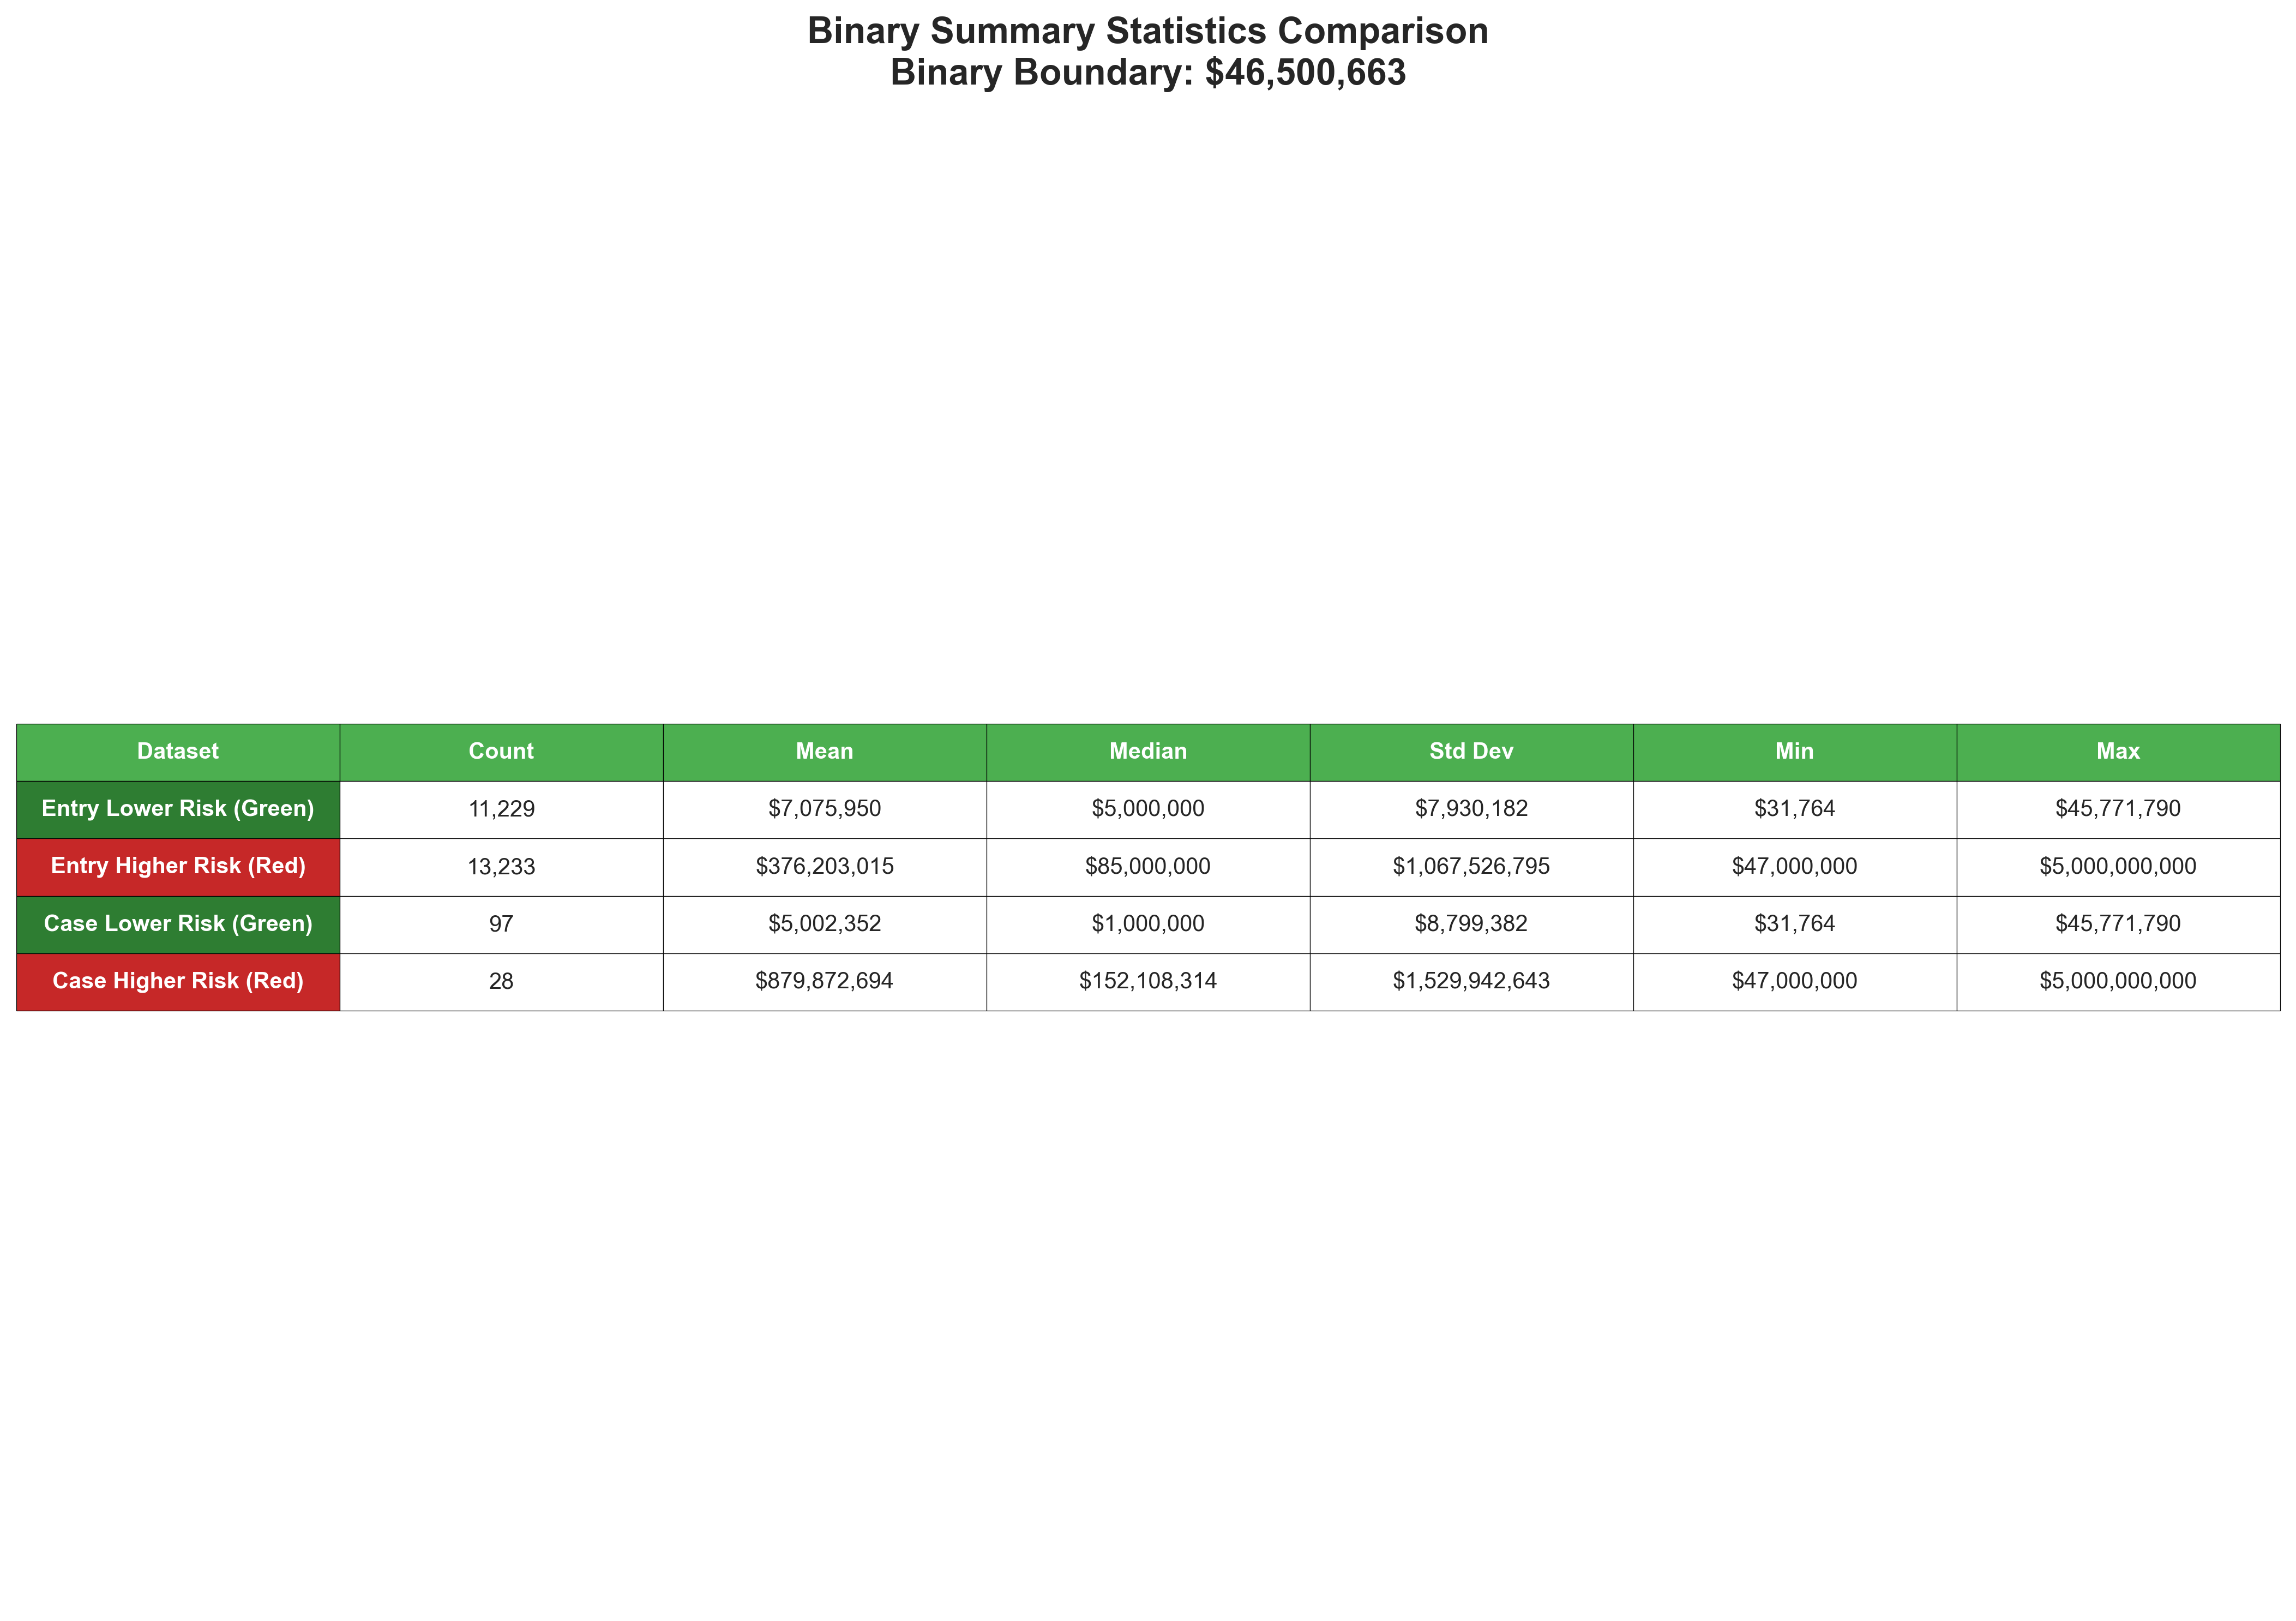 Binary Summary Statistics Comparison
Binary Boundary: $46,500,663
Dataset Count Mean Median Std Dev Min Max
Entry Lower Risk (Green) 11,229 $7,075,950 $5,000,000 $7,930,182 $31,764 $45,771,790
Entry Higher Risk (Red) 13,233 $376,203,015 $85,000,000 $1,067,526,795 $47,000,000 $5,000,000,000
Case Lower Risk (Green) 97 $5,002,352 $1,000,000 $8,799,382 $31,764 $45,771,790
Case Higher Risk (Red) 28 $879,872,694 $152,108,314 $1,529,942,643 $47,000,000 $5,000,000,000